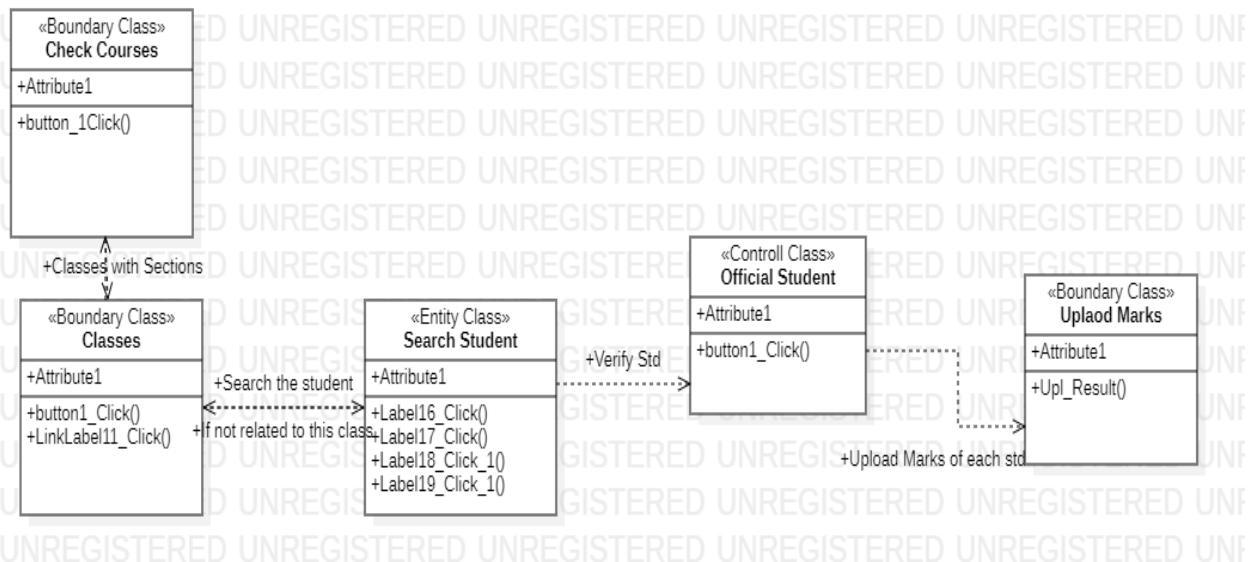 «Boundary Class»
Check Courses
+Attribute1
+button_1Click()
+Classes with Sections
«Boundary Class»
Classes
+Attribute1
+button1_Click()
+LinkLabel11_Click()
+Search the student
+If not related to this class
«Entity Class»
Search Student
+Attribute1
+Label16_Click()
+Label17_Click()
+Label18_Click_1()
+Label19_Click_1()
+Verify Std
«Controll Class»
Official Student
+Attribute1
+button1_Click()
+Upload Marks of each std
«Boundary Class»
Uplaod Marks
+Attribute1
+Upl_Result()
UNREGISTERED UNREGISTERED UNREGISTERED UNREGISTERED UNREGISTERED